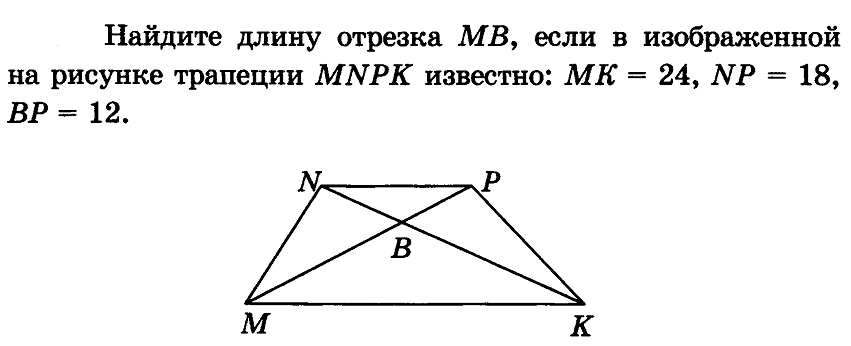 Найдите длину отрезка MB, если в изображенной
на рисунке трапеции MNPK известно: MK = 24, NP = 18,
BP = 12.
N P
B
M K